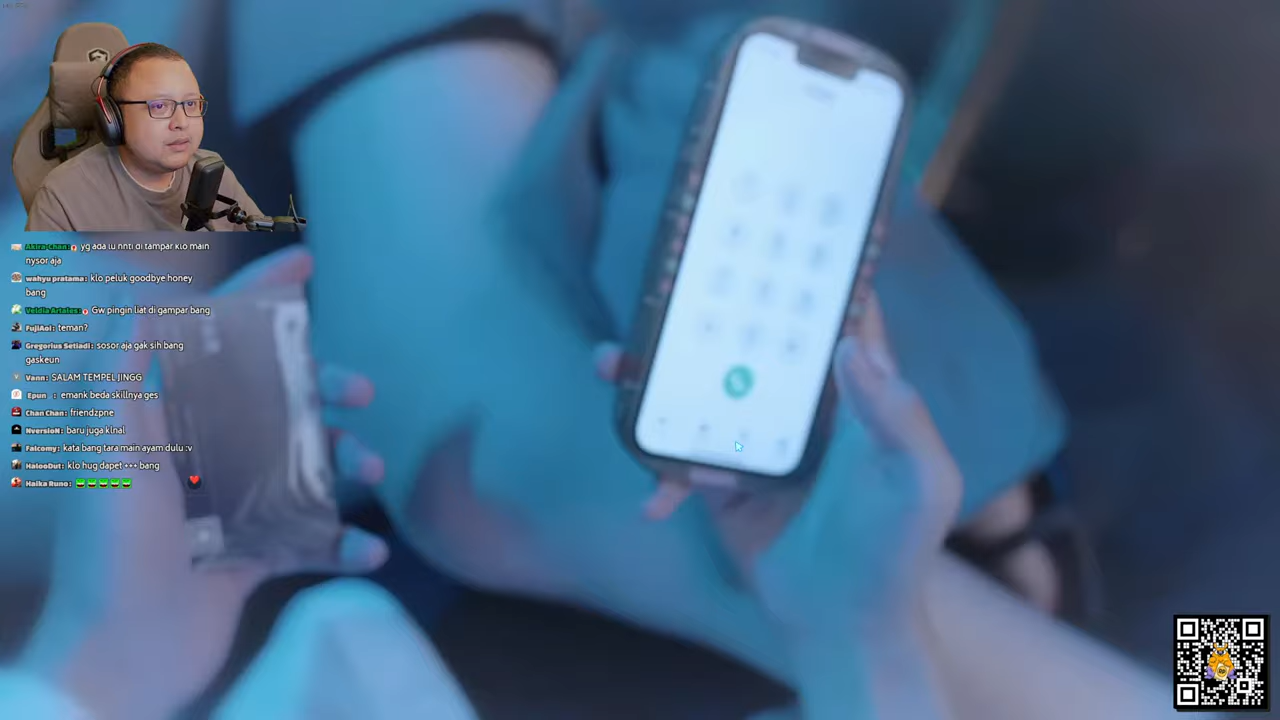 Akira-Chan: yg ada lu nnti di tampar klo main
nysor aja
wahyu pratama: klo peluk goodbye honey
bang
Veldia Artales: Gw pingin liat di gampar bang
FujiAoi: teman?
Gregorius Setiadi: sosor aja gak sih bang
gaskeun
Vann: SALAM TEMPEL JINGG
Epun : emank beda skillnya ges
Chan Chan: friendzpne
NversioN: baru juga klnal
Falcomy: kata bang tara main ayam dulu :v
HalooDut: klo hug dapet +++ bang
Haika Runo: